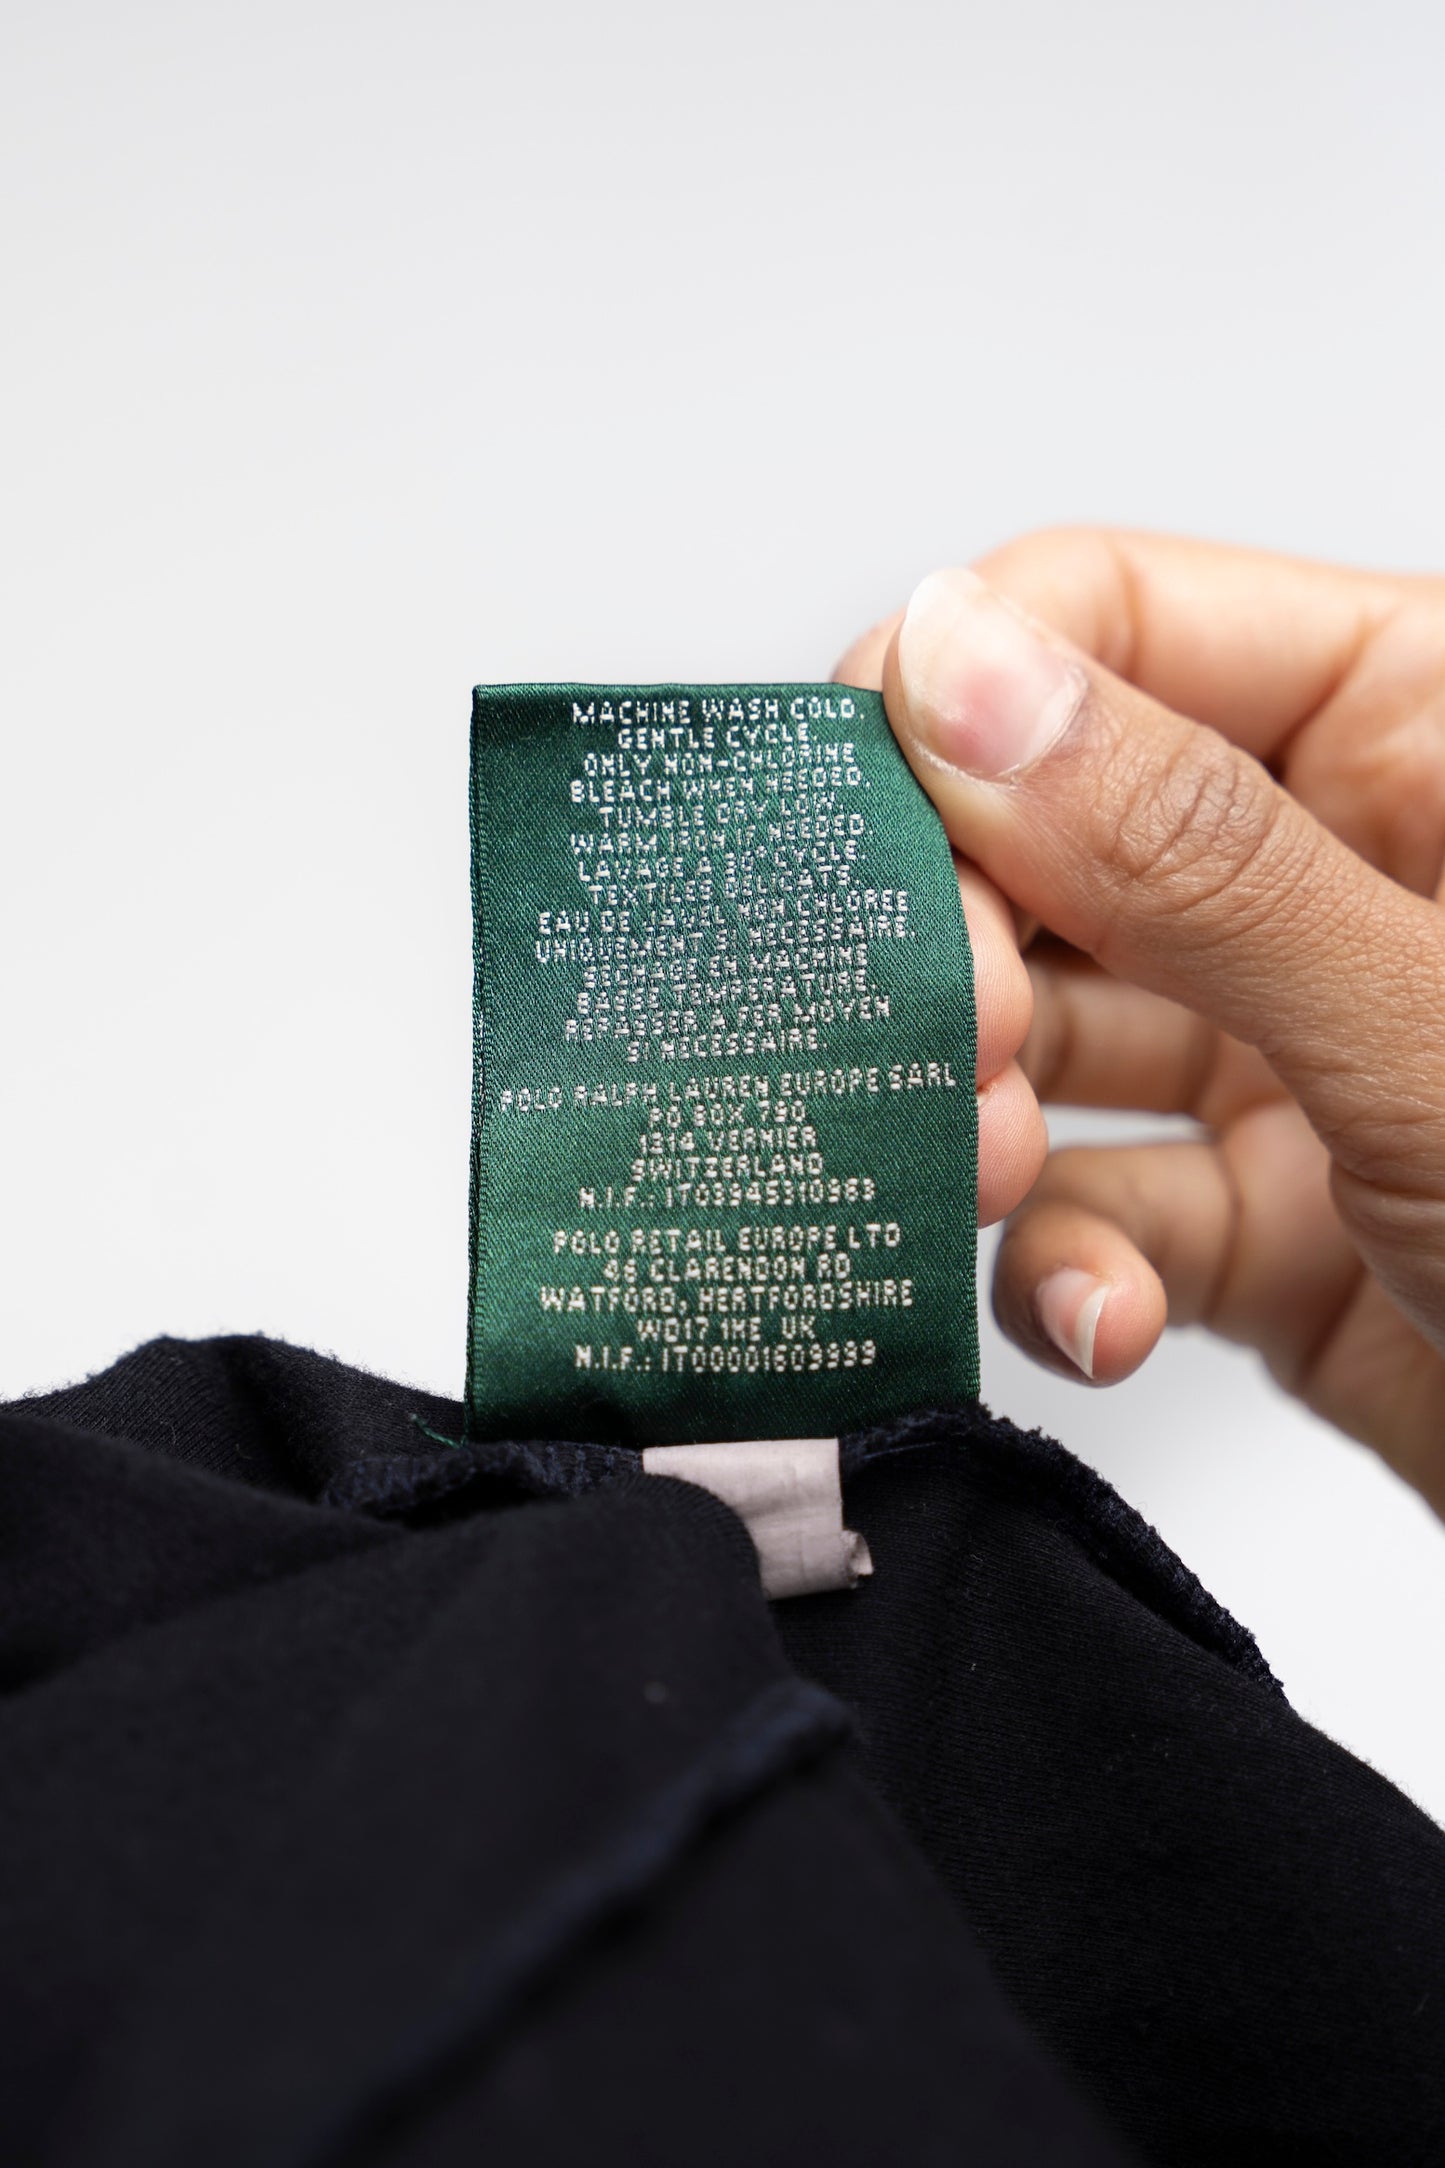 MACHINE WASH COLD.
GENTLE CYCLE.
ONLY NON-CHLORINE
BLEACH WHEN NEEDED.
TUMBLE DRY LOW.
WARM IRON IF NEEDED.
LAVAGE A 30° CYCLE.
TEXTILES DELICATE.
EAU DE JAVEL NON CHLOREE
UNIQUEMENT SI NECESSAIRE.
SECHAGE EN MACHINE
BASSE TEMPERATURE
REPASSER A FER MOYEN
SI NECESSAIRE.
POLO RALPH LAUREN EUROPE SARL
PO BOX 790
1214 VERNIER
SWITZERLAND
N.I.F.: IT03945310983
POLO RETAIL EUROPE LTD
46 CLARENDON RD
WATFORD, HERTFORDSHIRE
WD17 1HE UK
N.I.F.: IT00001609999